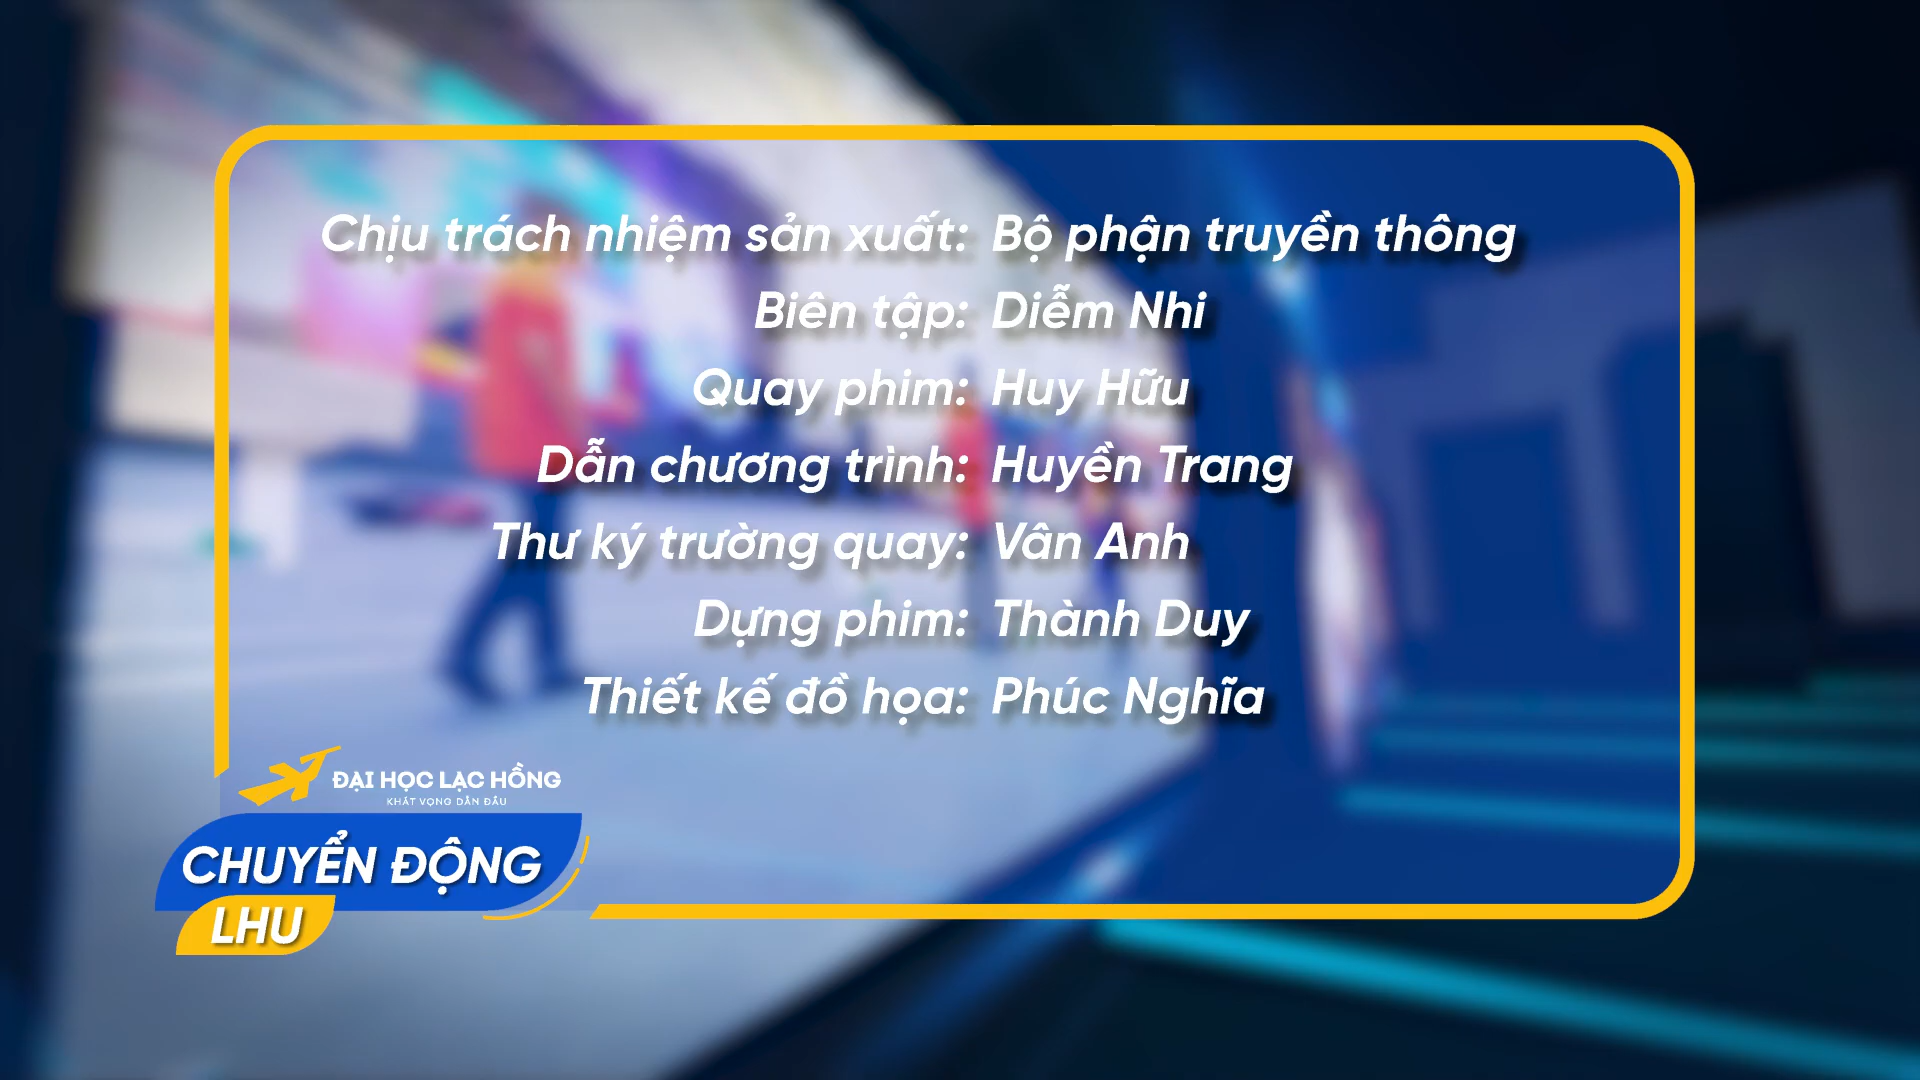 Chịu trách nhiệm sản xuất: Bộ phận truyền thông
Biên tập: Diễm Nhi
Quay phim: Huy Hữu
Dẫn chương trình: Huyền Trang
Thư ký trường quay: Vân Anh
Dựng phim: Thành Duy
Thiết kế đồ họa: Phúc Nghĩa
ĐẠI HỌC LẠC HỒNG
KHÁT VỌNG DẪN ĐẦU
CHUYỂN ĐỘNG
LHU